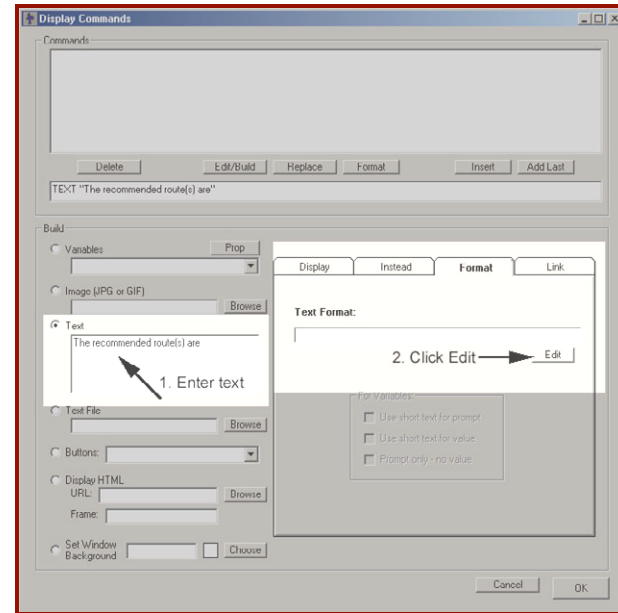 Display Commands
Commands
Delete Edit/Build Replace Format Insert Add Last
TEXT "The recommended route(s) are"
Build
Variables Prop
Display Instead Format Link
Image (JPG or GIF)
Browse
Text Format:
Text
The recommended route(s) are
2. Click Edit Edit
1. Enter text
For Variables:
Text File
Browse
Use short text for prompt
Use short text for value
Buttons:
Prompt only - no value
Display HTML
URL: Browse
Frame:
Set Window
Background Choose
Cancel OK